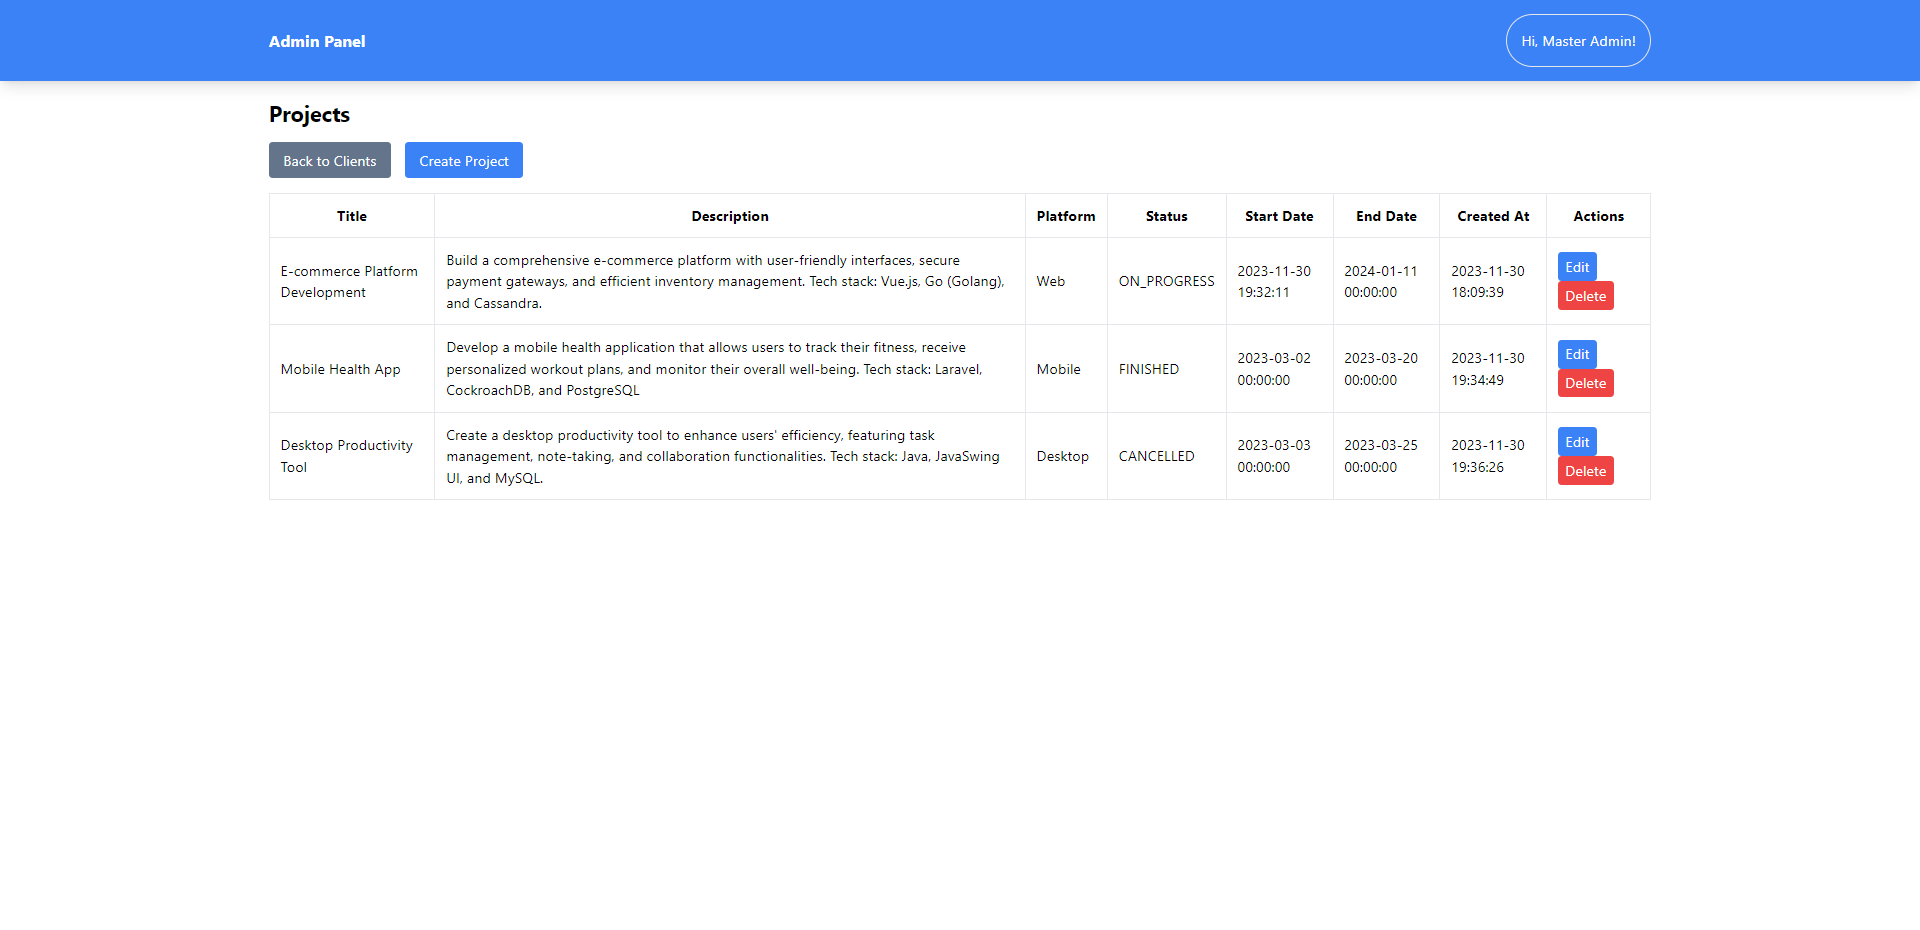 Admin Panel
Hi, Master Admin!
Projects
Back to Clients
Create Project
Title Description Platform Status Start Date End Date Created At Actions
E-commerce Platform
Development
Build a comprehensive e-commerce platform with user-friendly interfaces, secure
payment gateways, and efficient inventory management. Tech stack: Vue.js, Go (Golang),
and Cassandra.
Web
ON_PROGRESS
2023-11-30
19:32:11
2024-01-11
00:00:00
2023-11-30
18:09:39
Edit
Delete
Mobile Health App
Develop a mobile health application that allows users to track their fitness, receive
personalized workout plans, and monitor their overall well-being. Tech stack: Laravel,
CockroachDB, and PostgreSQL
Mobile
FINISHED
2023-03-02
00:00:00
2023-03-20
00:00:00
2023-11-30
19:34:49
Edit
Delete
Desktop Productivity
Tool
Create a desktop productivity tool to enhance users' efficiency, featuring task
management, note-taking, and collaboration functionalities. Tech stack: Java, JavaSwing
UI, and MySQL.
Desktop
CANCELLED
2023-03-03
00:00:00
2023-03-25
00:00:00
2023-11-30
19:36:26
Edit
Delete